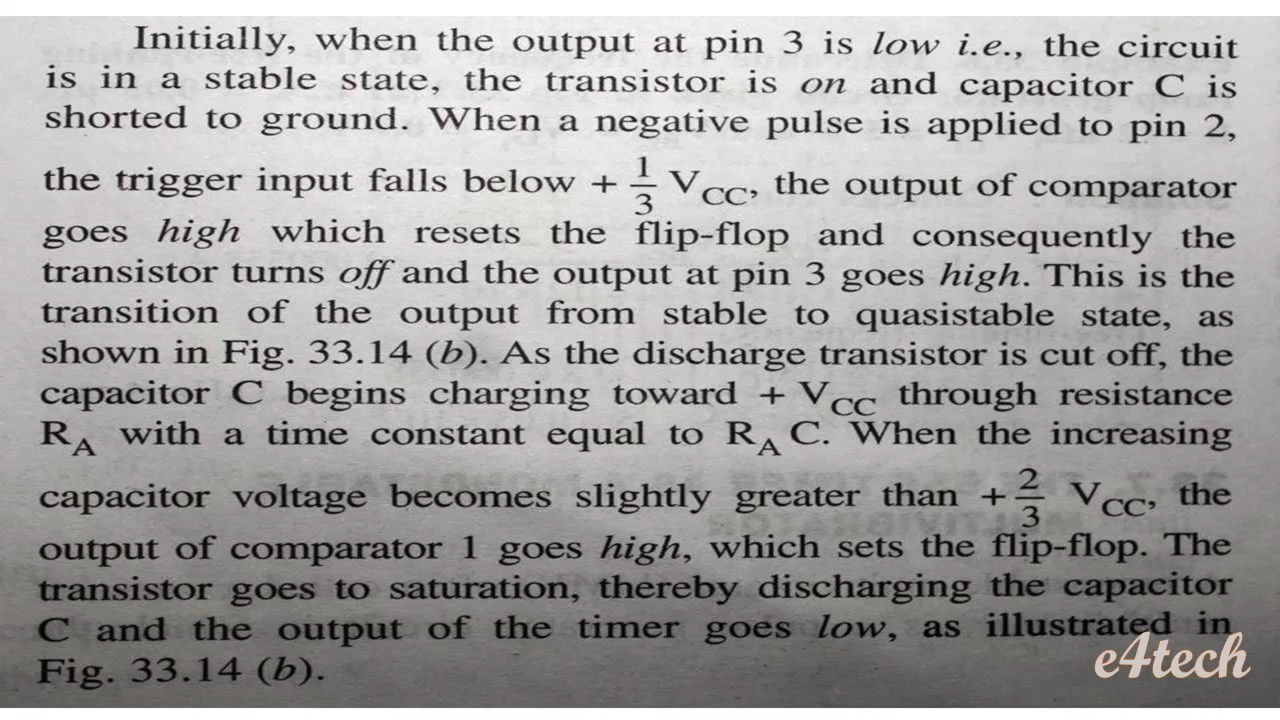 Initially, when the output at pin 3 is low i.e., the circuit
is in a stable state, the transistor is on and capacitor C is
shorted to ground. When a negative pulse is applied to pin 2,
the trigger input falls below + 1/3 VCC, the output of comparator
goes high which resets the flip-flop and consequently the
transistor turns off and the output at pin 3 goes high. This is the
transition of the output from stable to quasistable state, as
shown in Fig. 33.14 (b). As the discharge transistor is cut off, the
capacitor C begins charging toward + VCC through resistance
RA with a time constant equal to RA C. When the increasing
capacitor voltage becomes slightly greater than + 2/3 VCC, the
output of comparator 1 goes high, which sets the flip-flop. The
transistor goes to saturation, thereby discharging the capacitor
C and the output of the timer goes low, as illustrated in
Fig. 33.14 (b).
e4tech